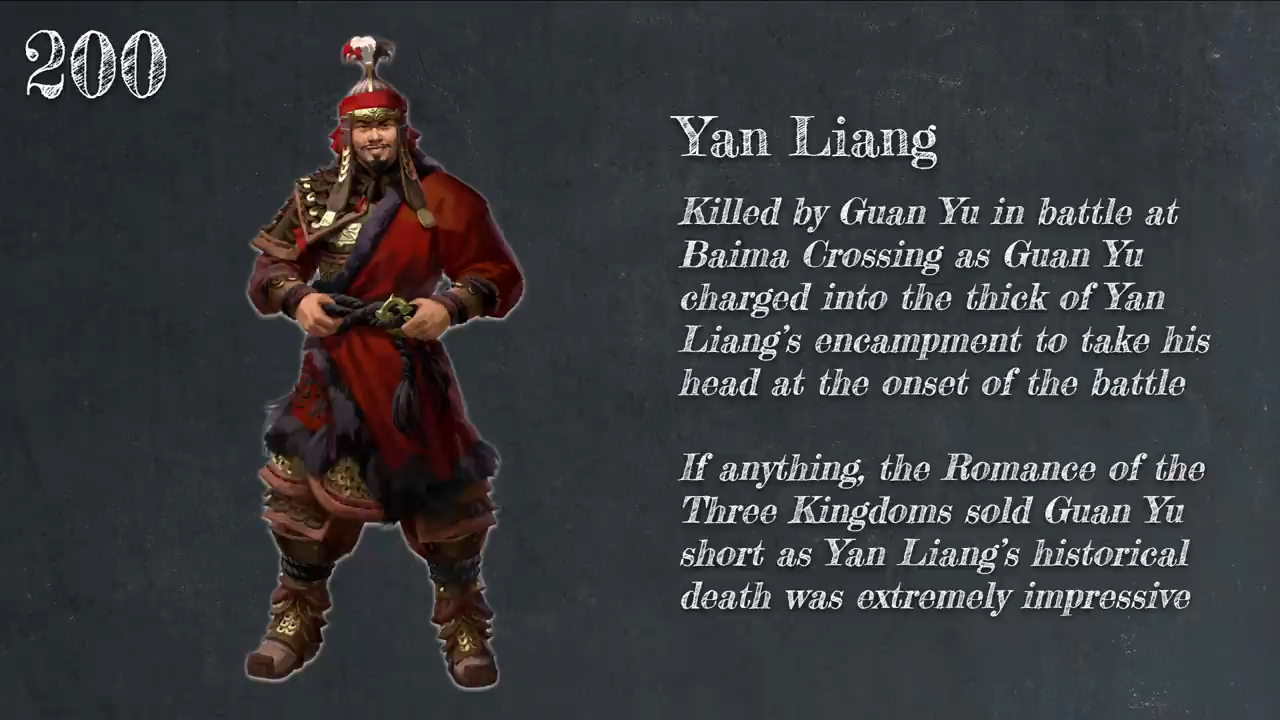 200
Yan Liang
Killed by Guan Yu in battle at
Baima Crossing as Guan Yu
charged into the thick of Yan
Liang's encampment to take his
head at the onset of the battle
If anything, the Romance of the
Three Kingdoms sold Guan Yu
short as Yan Liang's historical
death was extremely impressive